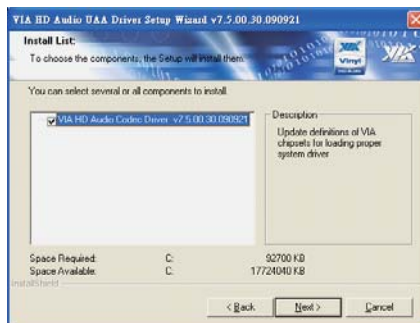 VIA HD Audio UAA Driver Setup Wizard v7.5.00.30.090921
Install List:
To choose the components, the Setup will install them.
Vinyl
VIA
You can select several or all components to install.
VIA HD Audio Codec Driver v7.5.00.30.090921
Description
Update definitions of VIA
chipsets for loading proper
system driver
Space Required: C: 92700 KB
Space Available: C: 17724040 KB
InstallShield
< Back Next > Cancel